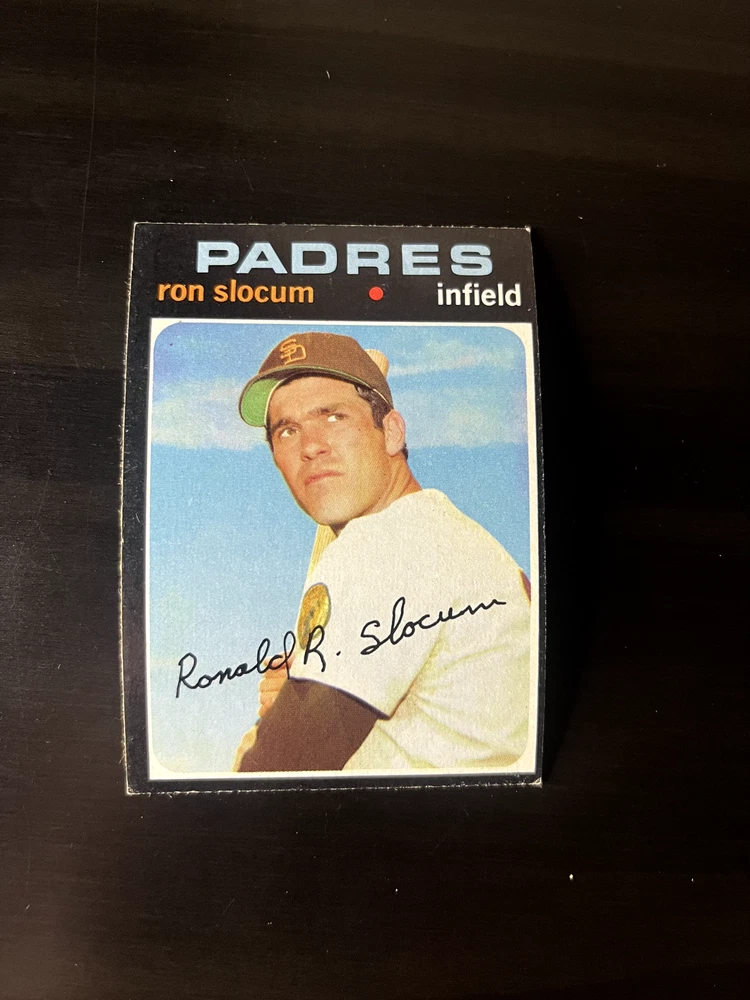 PADRES
ron slocum • infield
SD
Ronald R. Slocum